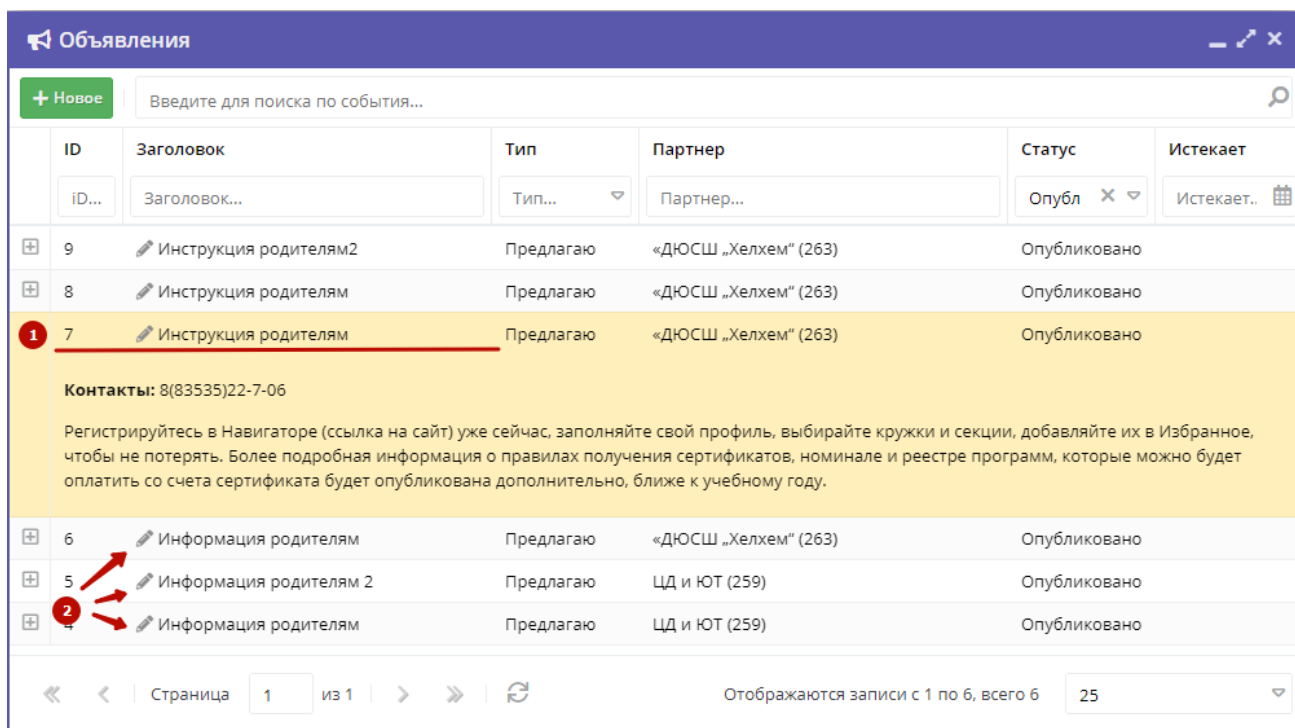 Объявления
Новое Введите для поиска по события...
ID Заголовок Тип Партнер Статус Истекает
iD... Заголовок... Тип... Партнер... Опубл Истекает..
9 Инструкция родителям2 Предлагаю «ДЮСШ „Хелхем“ (263) Опубликовано
8 Инструкция родителям Предлагаю «ДЮСШ „Хелхем“ (263) Опубликовано
1 7 Инструкция родителям Предлагаю «ДЮСШ „Хелхем“ (263) Опубликовано
Контакты: 8(83535)22-7-06
Регистрируйтесь в Навигаторе (ссылка на сайт) уже сейчас, заполняйте свой профиль, выбирайте кружки и секции, добавляйте их в Избранное,
чтобы не потерять. Более подробная информация о правилах получения сертификатов, номинале и реестре программ, которые можно будет
оплатить со счета сертификата будет опубликована дополнительно, ближе к учебному году.
6 Информация родителям Предлагаю «ДЮСШ „Хелхем“ (263) Опубликовано
5 Информация родителям 2 Предлагаю ЦД и ЮТ (259) Опубликовано
2
4 Информация родителям Предлагаю ЦД и ЮТ (259) Опубликовано
Страница 1 из 1 Отображаются записи с 1 по 6, всего 6 25